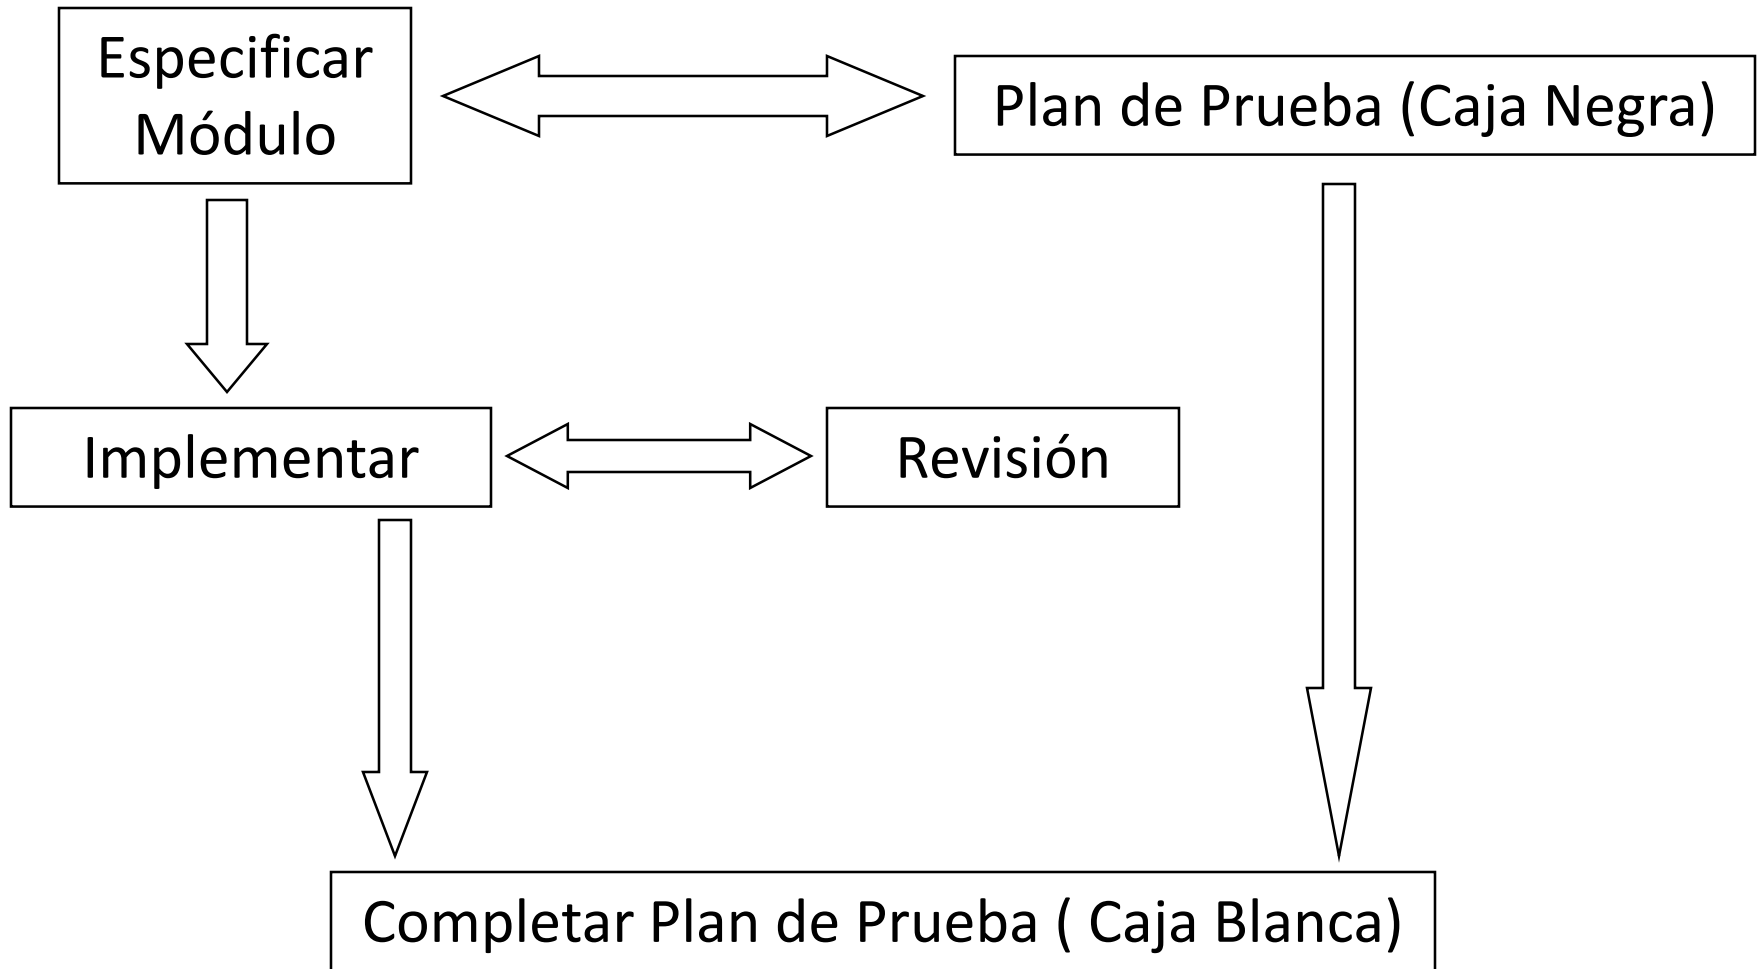 Especificar
Módulo
Plan de Prueba (Caja Negra)
Implementar
Revisión
Completar Plan de Prueba ( Caja Blanca)